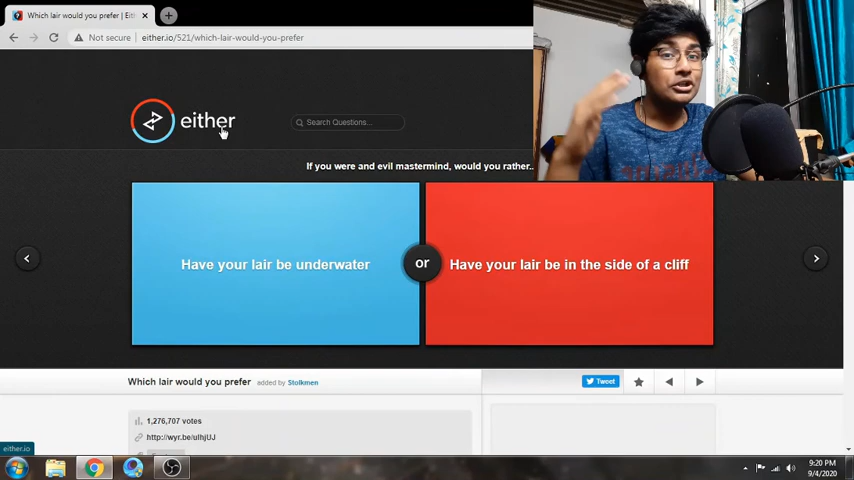 Which lair would you prefer | Eith
Not secure | either.io/521/which-lair-would-you-prefer
either
Search Questions...
If you were and evil mastermind, would you rather..
Have your lair be underwater
or
Have your lair be in the side of a cliff
Which lair would you prefer added by Stolkmen
Tweet
1,276,707 votes
http://wyr.be/ulhjUJ
either.io
9:20 PM
9/4/2020